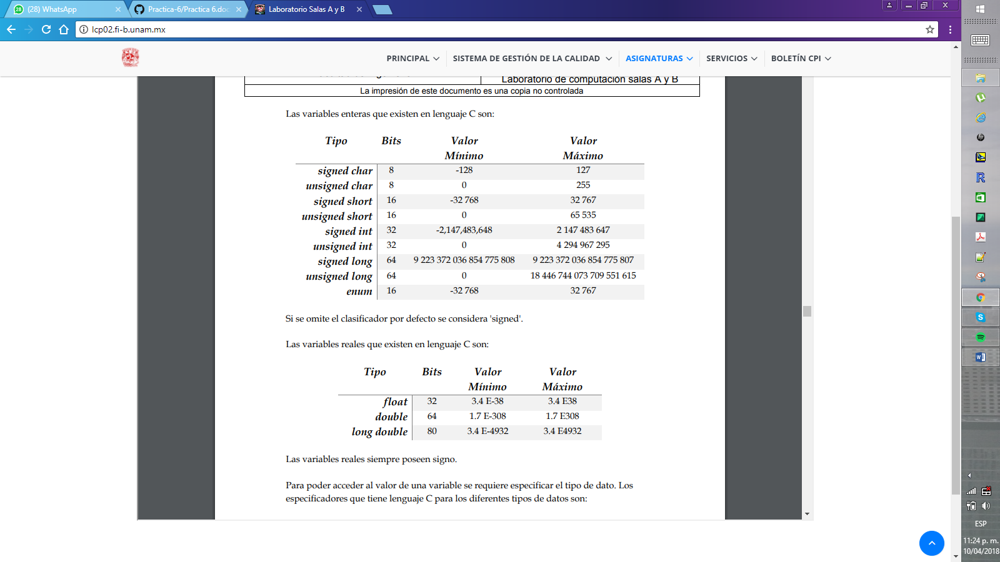 (28) WhatsApp
Practica-6/Practica 6.doc
Laboratorio Salas A y B
lcp02.fi-b.unam.mx
PRINCIPAL
SISTEMA DE GESTIÓN DE LA CALIDAD
ASIGNATURAS
SERVICIOS
BOLETÍN CPI
Laboratorio de computación salas A y B
La impresión de este documento es una copia no controlada
Las variables enteras que existen en lenguaje C son:
Tipo Bits Valor Mínimo Valor Máximo
signed char 8 -128 127
unsigned char 8 0 255
signed short 16 -32 768 32 767
unsigned short 16 0 65 535
signed int 32 -2,147,483,648 2 147 483 647
unsigned int 32 0 4 294 967 295
signed long 64 9 223 372 036 854 775 808 9 223 372 036 854 775 807
unsigned long 64 0 18 446 744 073 709 551 615
enum 16 -32 768 32 767
Si se omite el clasificador por defecto se considera 'signed'.
Las variables reales que existen en lenguaje C son:
Tipo Bits Valor Mínimo Valor Máximo
float 32 3.4 E-38 3.4 E38
double 64 1.7 E-308 1.7 E308
long double 80 3.4 E-4932 3.4 E4932
Las variables reales siempre poseen signo.
Para poder acceder al valor de una variable se requiere especificar el tipo de dato. Los
especificadores que tiene lenguaje C para los diferentes tipos de datos son:
ESP
11:24 p. m.
10/04/2018